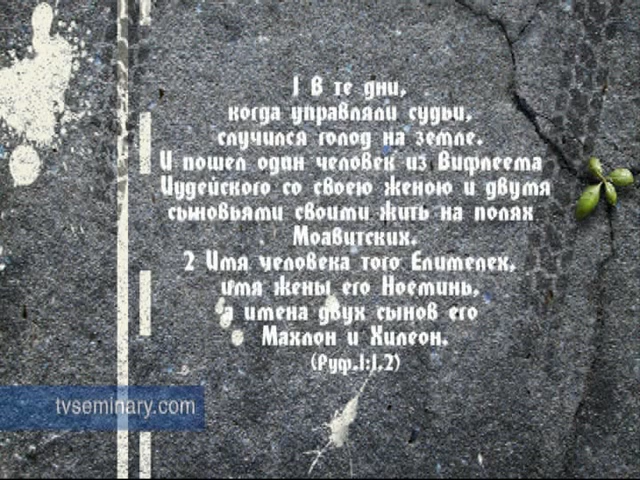 1 В те дни,
когда управляли судьи,
случился голод на земле.
И пошел один человек из Вифлеема
Иудейского со своею женою и двумя
сыновьями своими жить на полях
Моавитских.
2 Имя человека того Елимелех,
имя жены его Ноеминь,
а имена двух сынов его
Махлон и Хилеон.
(Руф.1:1,2)
tvseminary.com